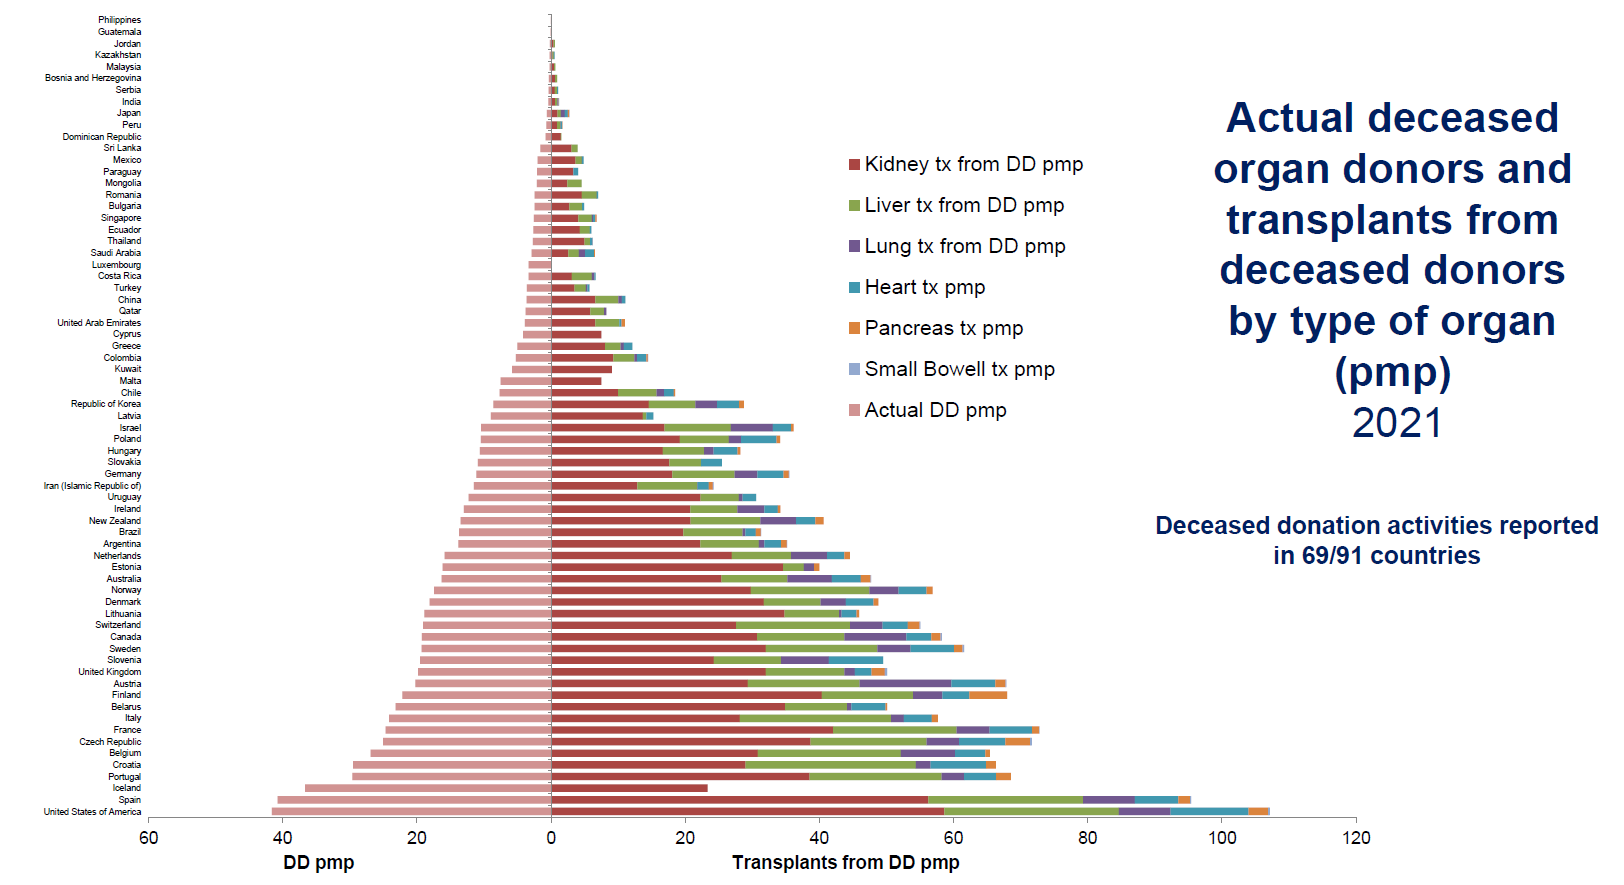 Philippines
Guatemala
Jordan
Kazakhstan
Malaysia
Bosnia and Herzegovina
Serbia
India
Japan
Peru
Dominican Republic
Sri Lanka
Mexico
Paraguay
Mongolia
Romania
Bulgaria
Singapore
Ecuador
Thailand
Saudi Arabia
Luxembourg
Costa Rica
Turkey
China
Qatar
United Arab Emirates
Cyprus
Greece
Colombia
Kuwait
Malta
Chile
Republic of Korea
Latvia
Israel
Poland
Hungary
Slovakia
Germany
Iran (Islamic Republic of)
Uruguay
Ireland
New Zealand
Brazil
Argentina
Netherlands
Estonia
Australia
Norway
Denmark
Lithuania
Switzerland
Canada
Sweden
Slovenia
United Kingdom
Austria
Finland
Belarus
Italy
France
Czech Republic
Belgium
Croatia
Portugal
Iceland
Spain
United States of America
60 40 20 0 20 40 60 80 100 120
DD pmp
Transplants from DD pmp
Kidney tx from DD pmp
Liver tx from DD pmp
Lung tx from DD pmp
Heart tx pmp
Pancreas tx pmp
Small Bowell tx pmp
Actual DD pmp
Actual deceased
organ donors and
transplants from
deceased donors
by type of organ
(pmp)
2021
Deceased donation activities reported
in 69/91 countries